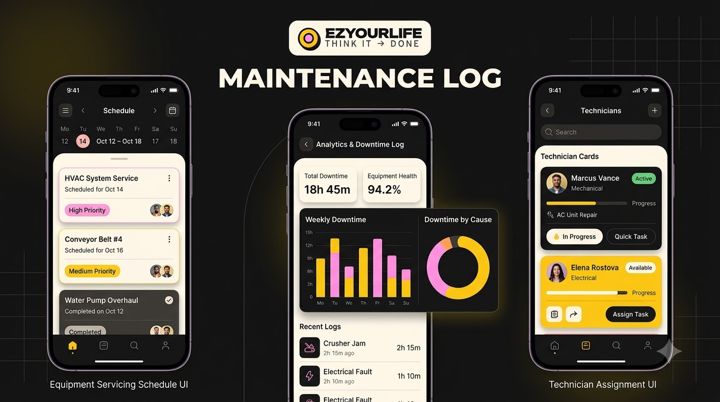 EZYOURLIFE
THINK IT → DONE
MAINTENANCE LOG
9:41
Schedule
Mo Tu We Th Fr Sa Su
12 14 Oct 12 – Oct 18 17 18
HVAC System Service
Scheduled for Oct 14
High Priority
Conveyor Belt #4
Scheduled for Oct 16
Medium Priority
Water Pump Overhaul
Completed on Oct 12
Completed
Equipment Servicing Schedule UI
9:41
Analytics & Downtime Log
Total Downtime
18h 45m
Equipment Health
94.2%
Weekly Downtime
15h
12h
Mo Tu We Th Fr Sa Su
Downtime by Cause
Recent Logs
Crusher Jam
2h 15m ago
2h 15m
Electrical Fault
2h 10m ago
1h 10m
Electrical Fault
9:41
Technicians
Search
Technician Cards
Marcus Vance
Mechanical
Active
Progress
AC Unit Repair
In Progress
Quick Task
Elena Rostova
Electrical
Available
Progress
Assign Task
Technician Assignment UI